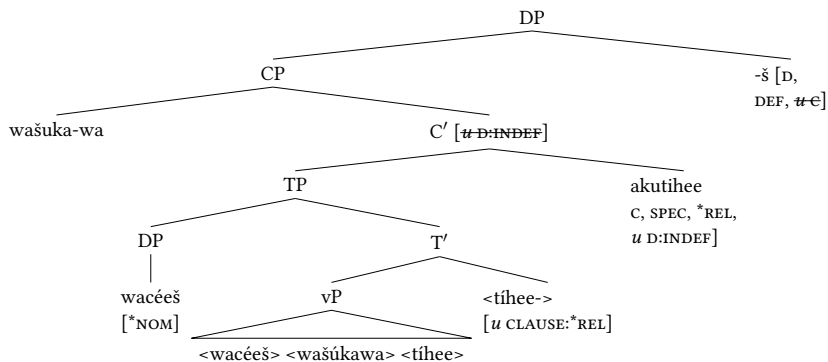 DP
CP
-š [D,
DEF, u C]
wašuka-wa
C′ [u D:INDEF]
TP
akutihee
C, SPEC, *REL,
u D:INDEF]
DP
T′
wacéeš
[*NOM]
vP
<tíhee->
[u CLAUSE:*REL]
<wacéeš> <wašúkawa> <tíhee>